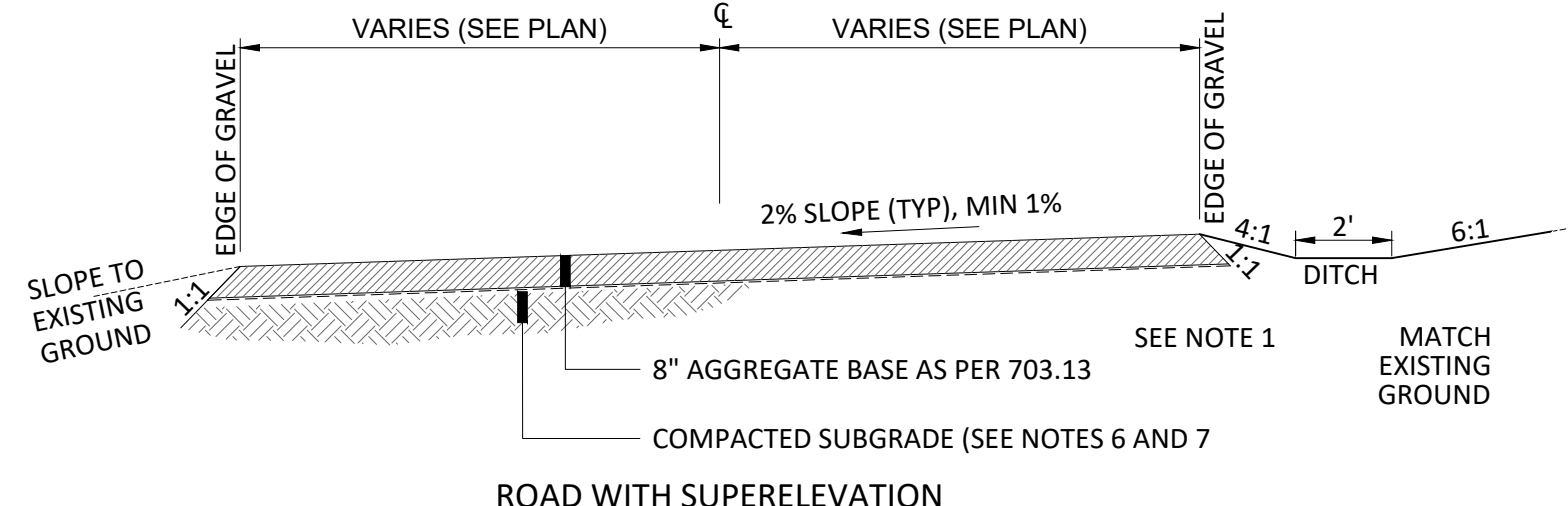 VARIES (SEE PLAN)
℄
VARIES (SEE PLAN)
EDGE OF GRAVEL
EDGE OF GRAVEL
2% SLOPE (TYP), MIN 1%
4:1
2'
6:1
1:1
DITCH
SLOPE TO
EXISTING
GROUND
1:1
SEE NOTE 1
MATCH
EXISTING
GROUND
8" AGGREGATE BASE AS PER 703.13
COMPACTED SUBGRADE (SEE NOTES 6 AND 7
ROAD WITH SUPERELEVATION